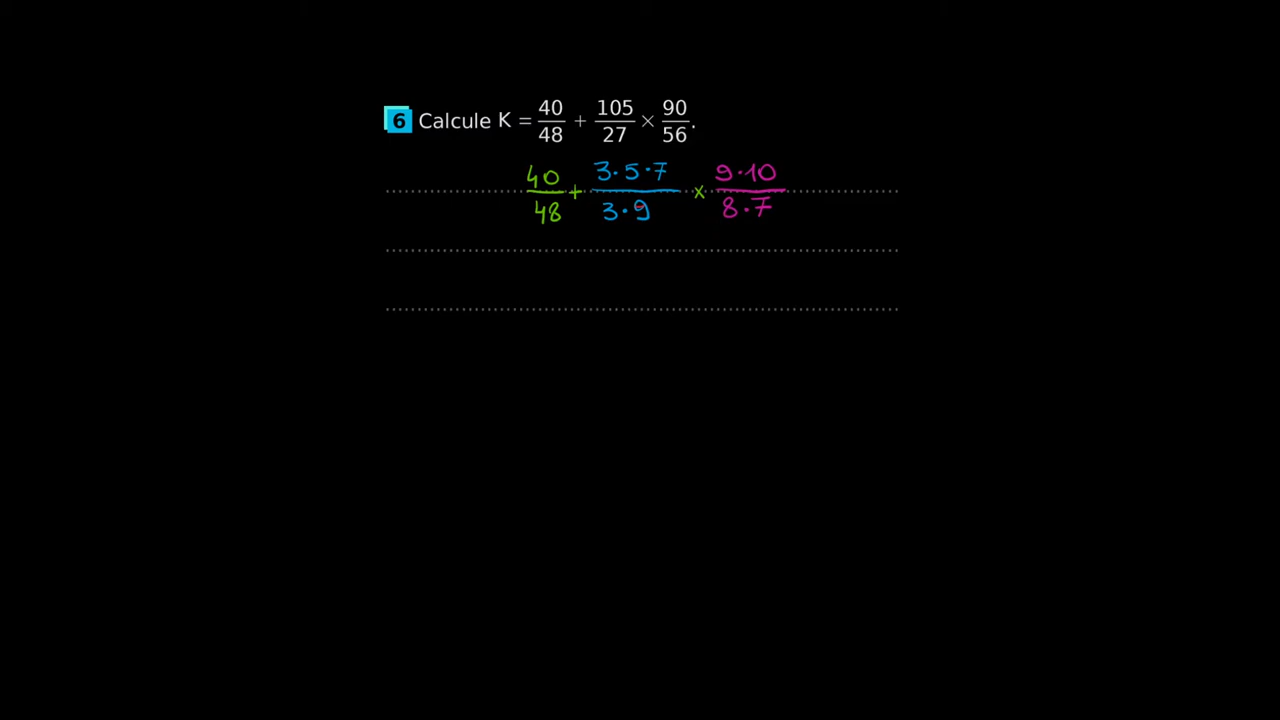 6 Calcule K = 40/48 + 105/27 × 90/56.
40/48 + 3·5·7/3·9 × 9·10/8·7